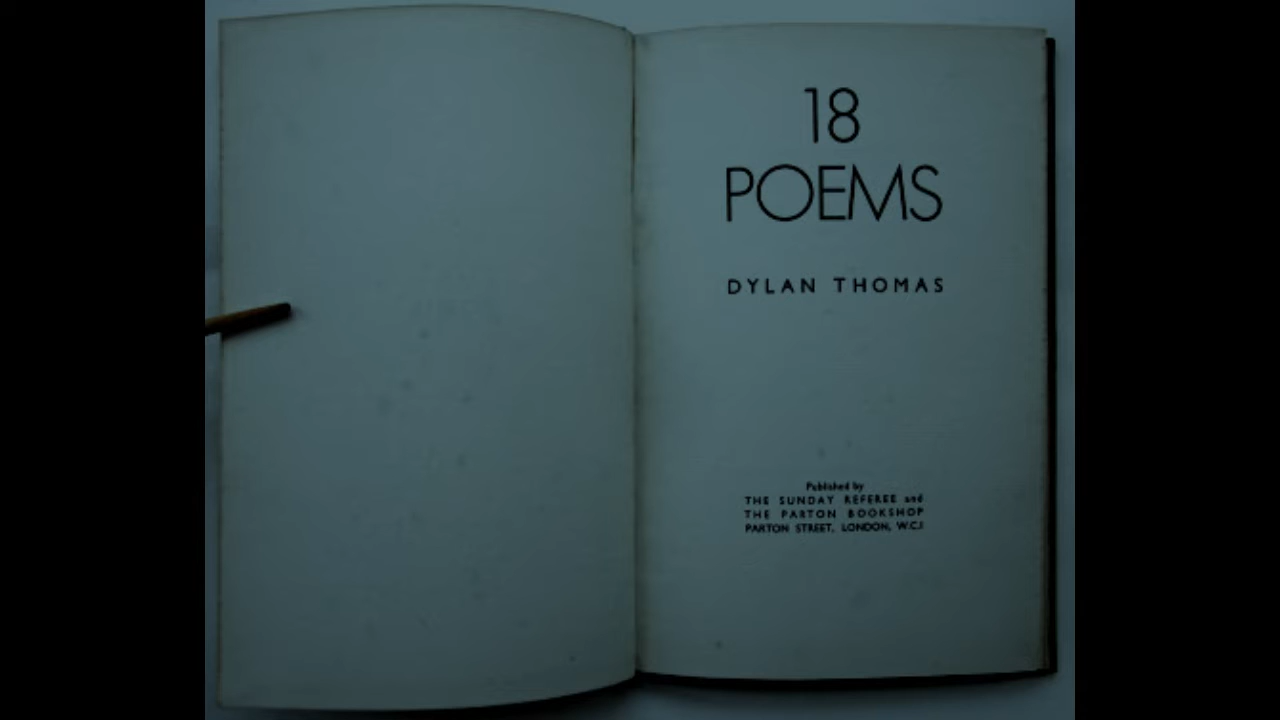 18
POEMS
DYLAN THOMAS
Published by
THE SUNDAY REFEREE and
THE PARTON BOOKSHOP
PARTON STREET, LONDON, W.C.1